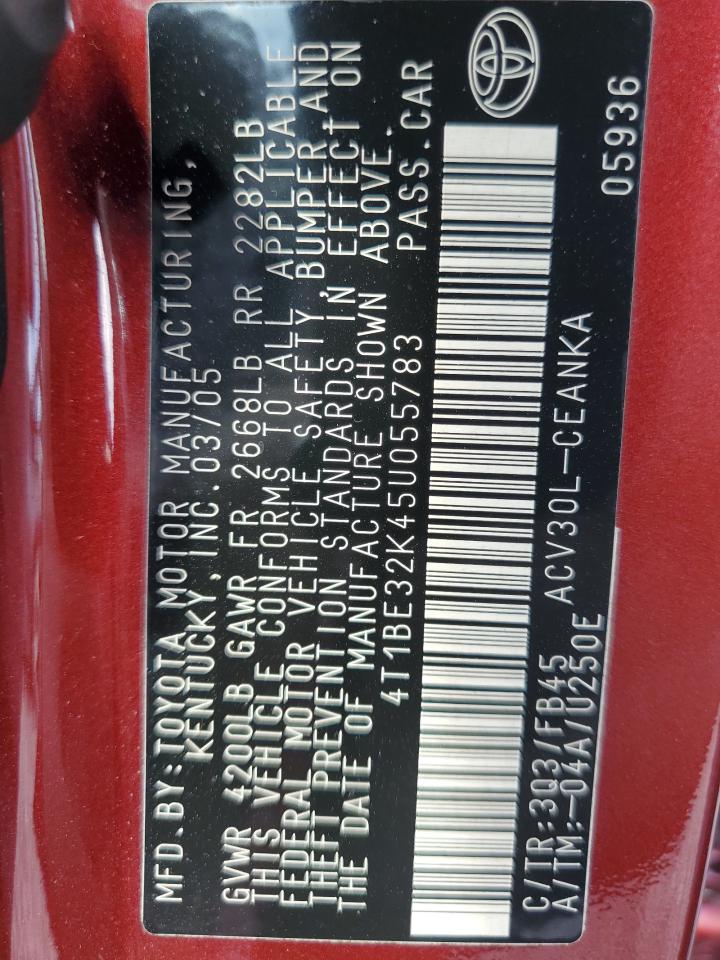 MFD.BY:TOYOTA MOTOR MANUFACTURING,
KENTUCKY,INC.03/05
GVWR 4200LB GAWR FR 2668LB RR 2282LB
THIS VEHICLE CONFORMS TO ALL APPLICABLE
FEDERAL MOTOR VEHICLE SAFETY, BUMPER,AND
THEFT PREVENTION STANDARDS IN EFFECT ON
THE DATE OF MANUFACTURE SHOWN ABOVE.
4T1BE32K45U055783 PASS.CAR
C/TR:3Q3/FB45 ACV30L-CEANKA
A/TM:-04A/U250E 05936